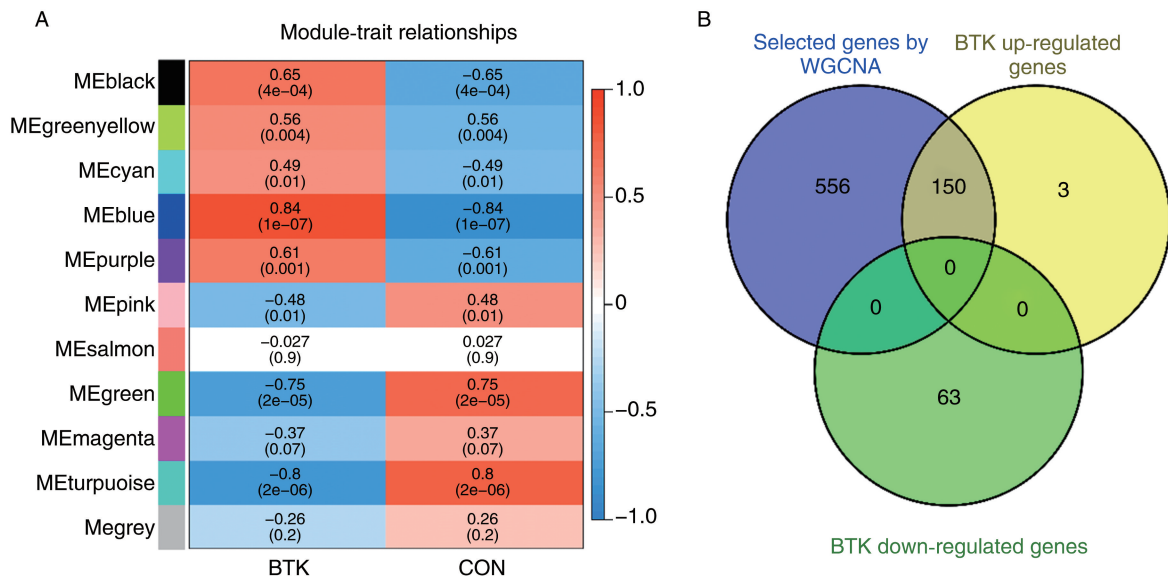 A
Module-trait relationships
MEblack
0.65
(4e−04)
−0.65
(4e−04)
MEgreenyellow
0.56
(0.004)
0.56
(0.004)
MEcyan
0.49
(0.01)
−0.49
(0.01)
MEblue
0.84
(1e−07)
−0.84
(1e−07)
MEpurple
0.61
(0.001)
−0.61
(0.001)
MEpink
−0.48
(0.01)
0.48
(0.01)
MEsalmon
−0.027
(0.9)
0.027
(0.9)
MEgreen
−0.75
(2e−05)
0.75
(2e−05)
MEmagenta
−0.37
(0.07)
0.37
(0.07)
MEturpuoise
−0.8
(2e−06)
0.8
(2e−06)
Megrey
−0.26
(0.2)
0.26
(0.2)
BTK
CON
1.0
0.5
0
−0.5
−1.0
B
Selected genes by
WGCNA
BTK up-regulated
genes
556
150
3
0
0
0
63
BTK down-regulated genes